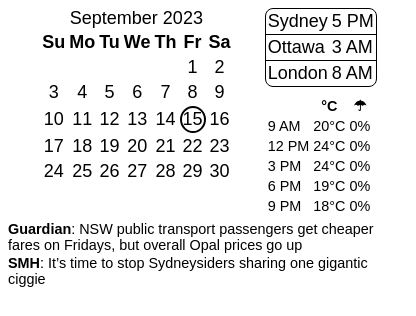 September 2023
Su Mo Tu We Th Fr Sa
1 2
3 4 5 6 7 8 9
10 11 12 13 14 15 16
17 18 19 20 21 22 23
24 25 26 27 28 29 30
Sydney 5 PM
Ottawa 3 AM
London 8 AM
°C ☂
9 AM 20°C 0%
12 PM 24°C 0%
3 PM 24°C 0%
6 PM 19°C 0%
9 PM 18°C 0%
Guardian: NSW public transport passengers get cheaper
fares on Fridays, but overall Opal prices go up
SMH: It’s time to stop Sydneysiders sharing one gigantic
ciggie